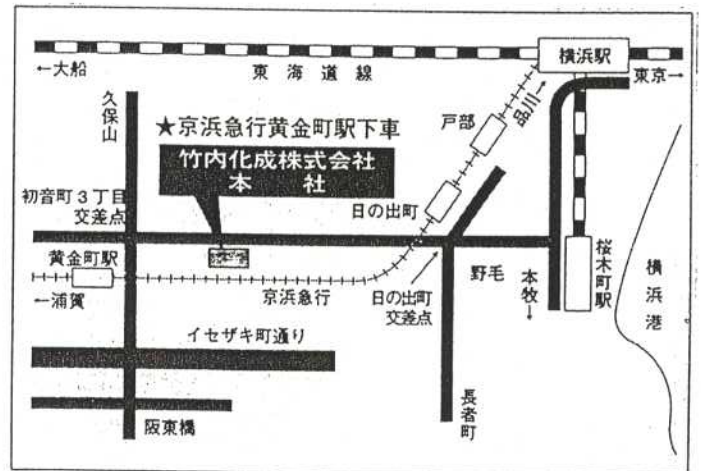 横浜駅
←大船
東海道線
東京→
久保山
品川→
戸部
★京浜急行黄金町駅下車
竹内化成株式会社
本社
日の出町
初音町3丁目
交差点
黄金町駅
←浦賀
京浜急行
日の出町
交差点
野毛
本牧→
桜木町駅
横浜港
イセザキ町通り
長者町
阪東橋